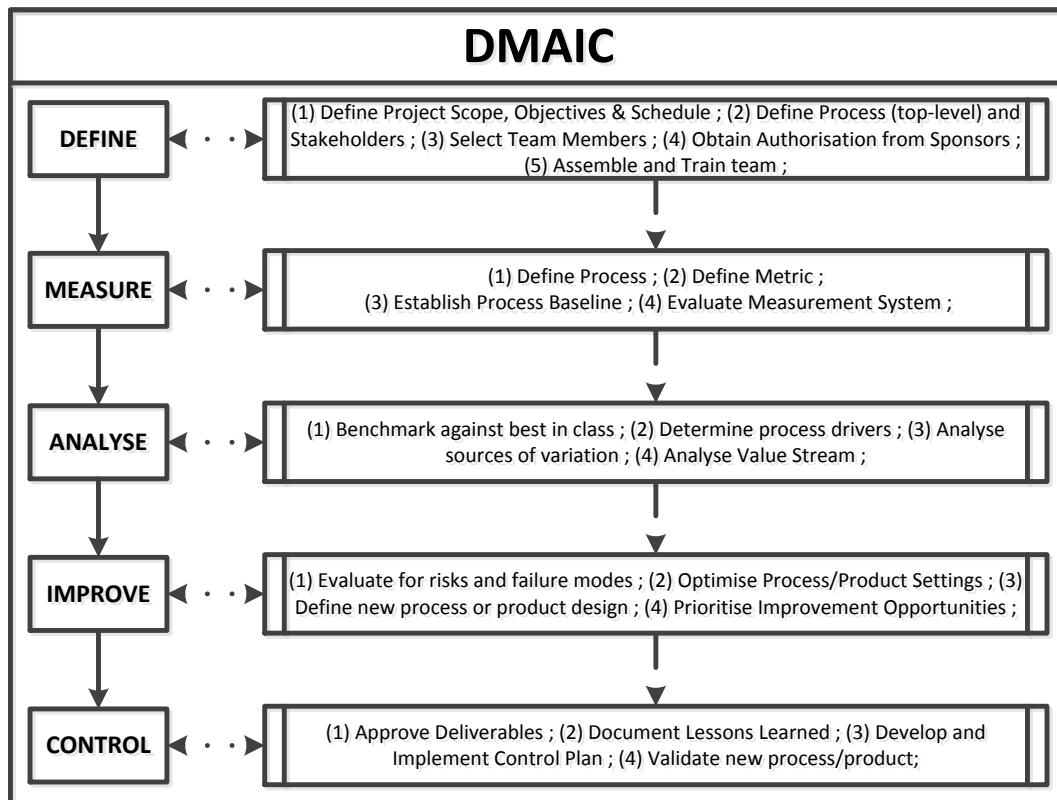 DMAIC
DEFINE
(1) Define Project Scope, Objectives & Schedule ; (2) Define Process (top-level) and
Stakeholders ; (3) Select Team Members ; (4) Obtain Authorisation from Sponsors ;
(5) Assemble and Train team ;
MEASURE
(1) Define Process ; (2) Define Metric ;
(3) Establish Process Baseline ; (4) Evaluate Measurement System ;
ANALYSE
(1) Benchmark against best in class ; (2) Determine process drivers ; (3) Analyse
sources of variation ; (4) Analyse Value Stream ;
IMPROVE
(1) Evaluate for risks and failure modes ; (2) Optimise Process/Product Settings ; (3)
Define new process or product design ; (4) Prioritise Improvement Opportunities ;
CONTROL
(1) Approve Deliverables ; (2) Document Lessons Learned ; (3) Develop and
Implement Control Plan ; (4) Validate new process/product;